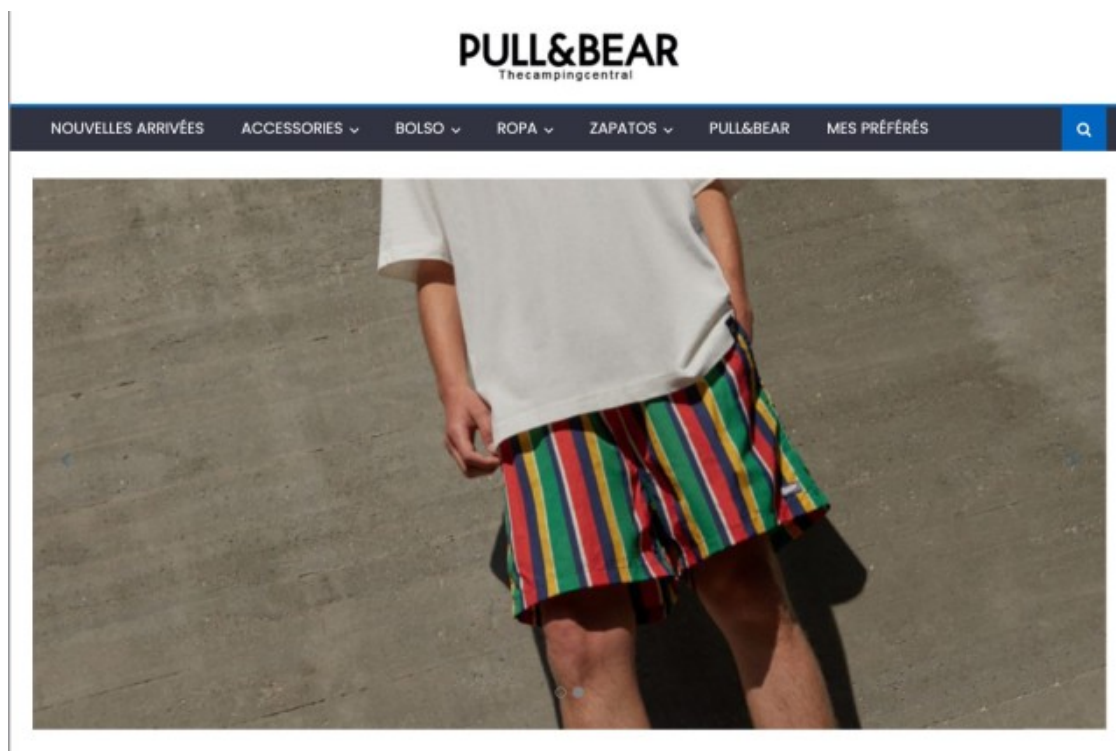 PULL&BEAR
Thecampingcentral
NOUVELLES ARRIVÉES ACCESSORIES BOLSO ROPA ZAPATOS PULL&BEAR MES PRÉFÉRÉS